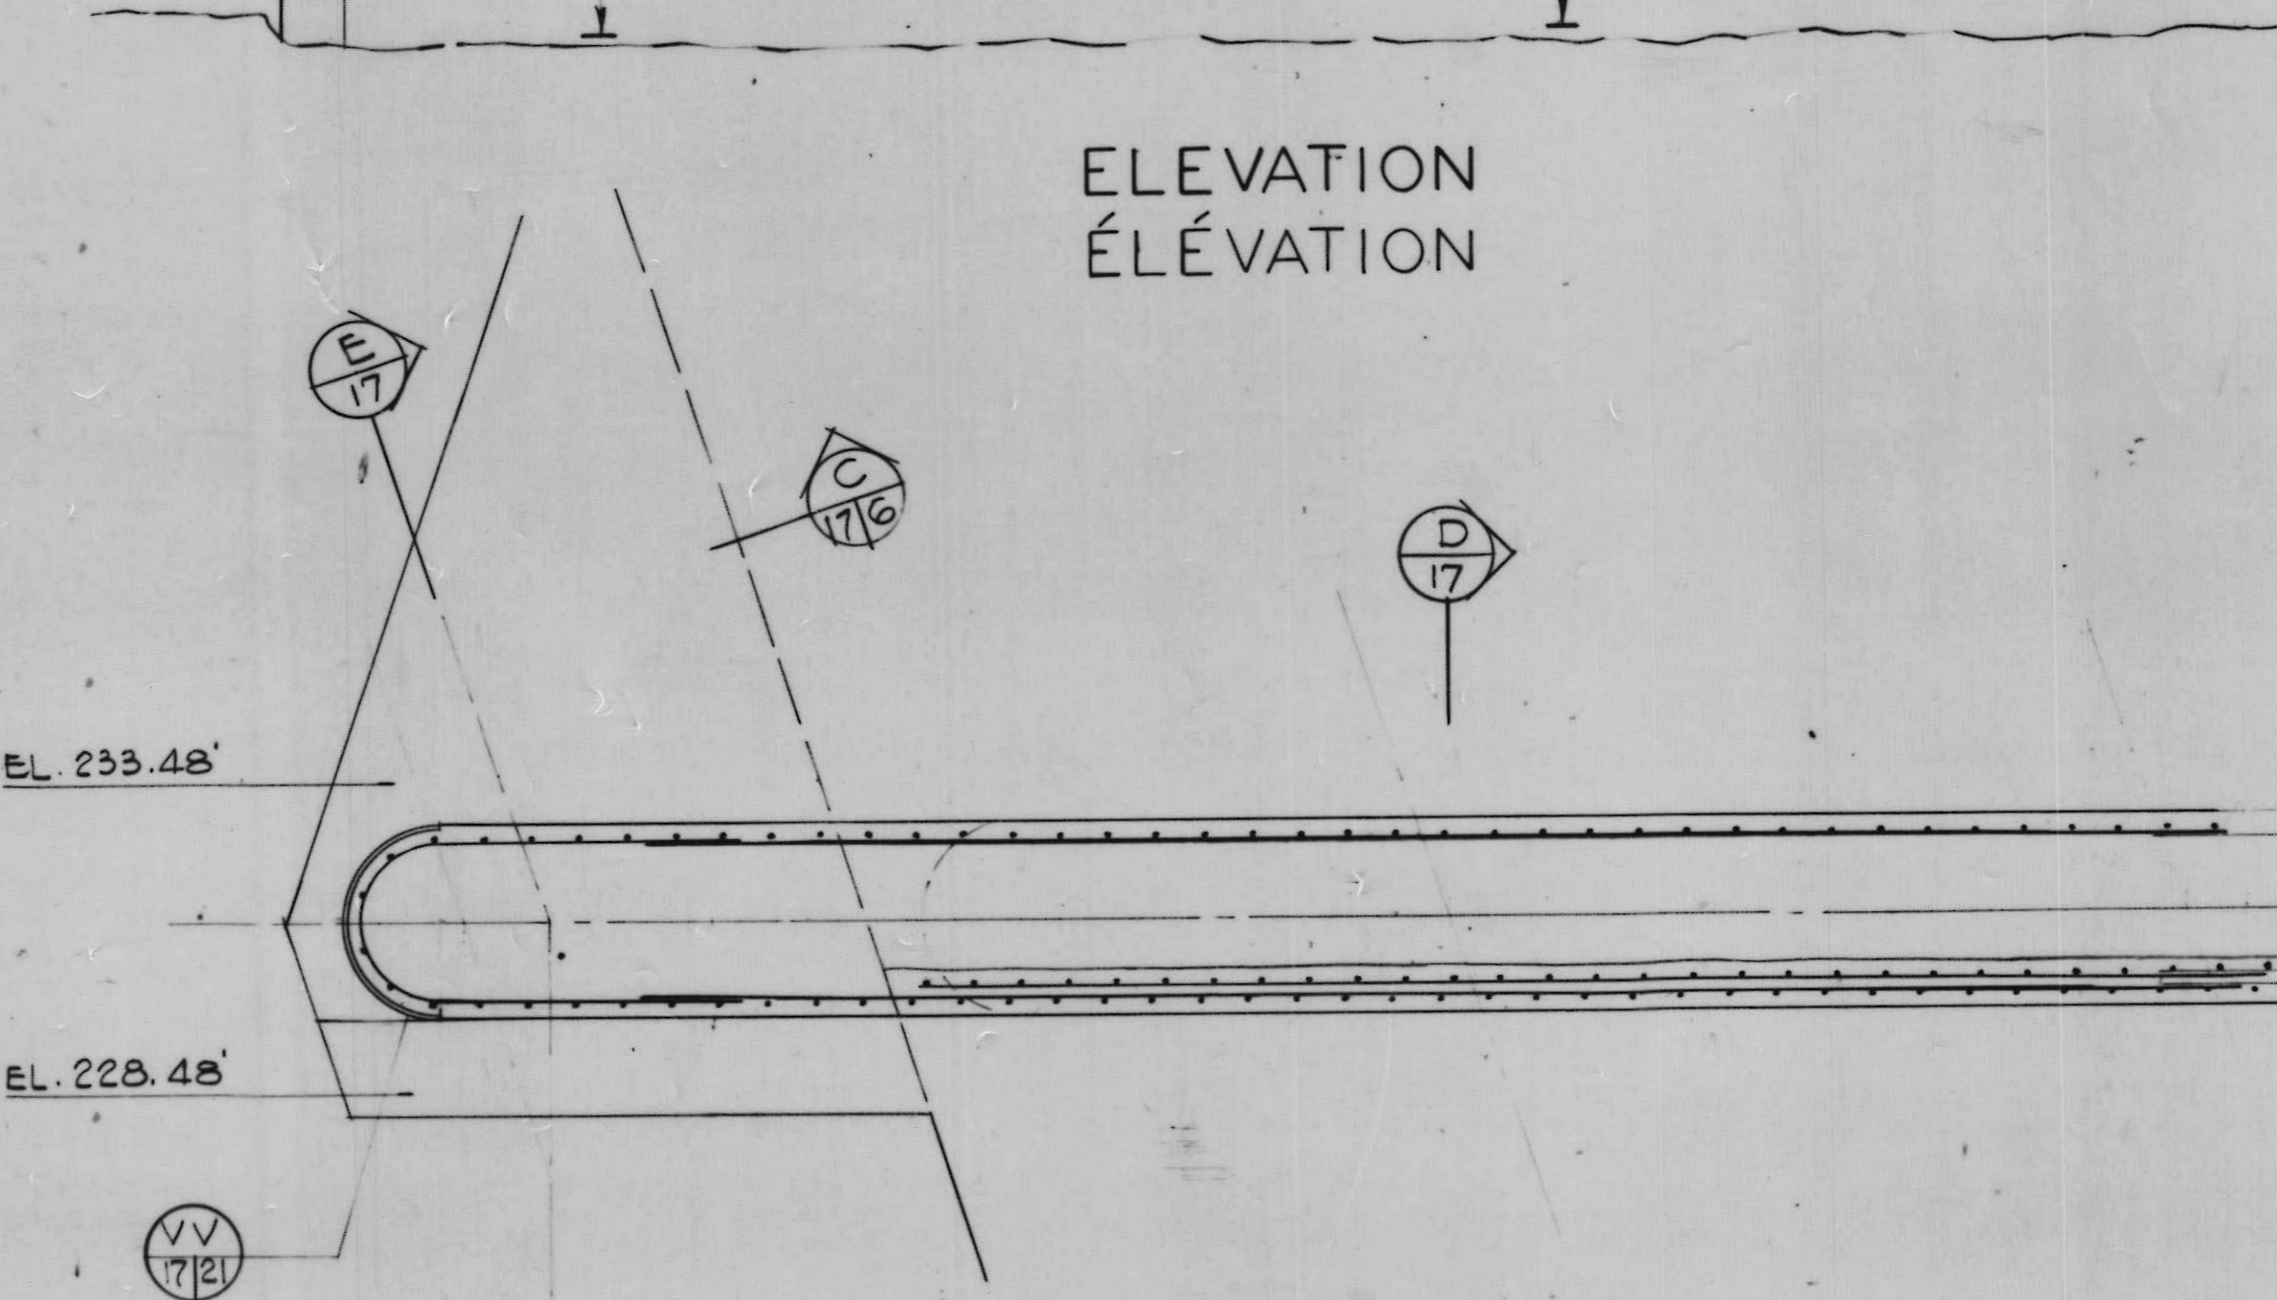 ELEVATION
ÉLÉVATION
E
17
C
17 6
D
17
EL. 233.48'
EL. 228.48'
VV
17 21